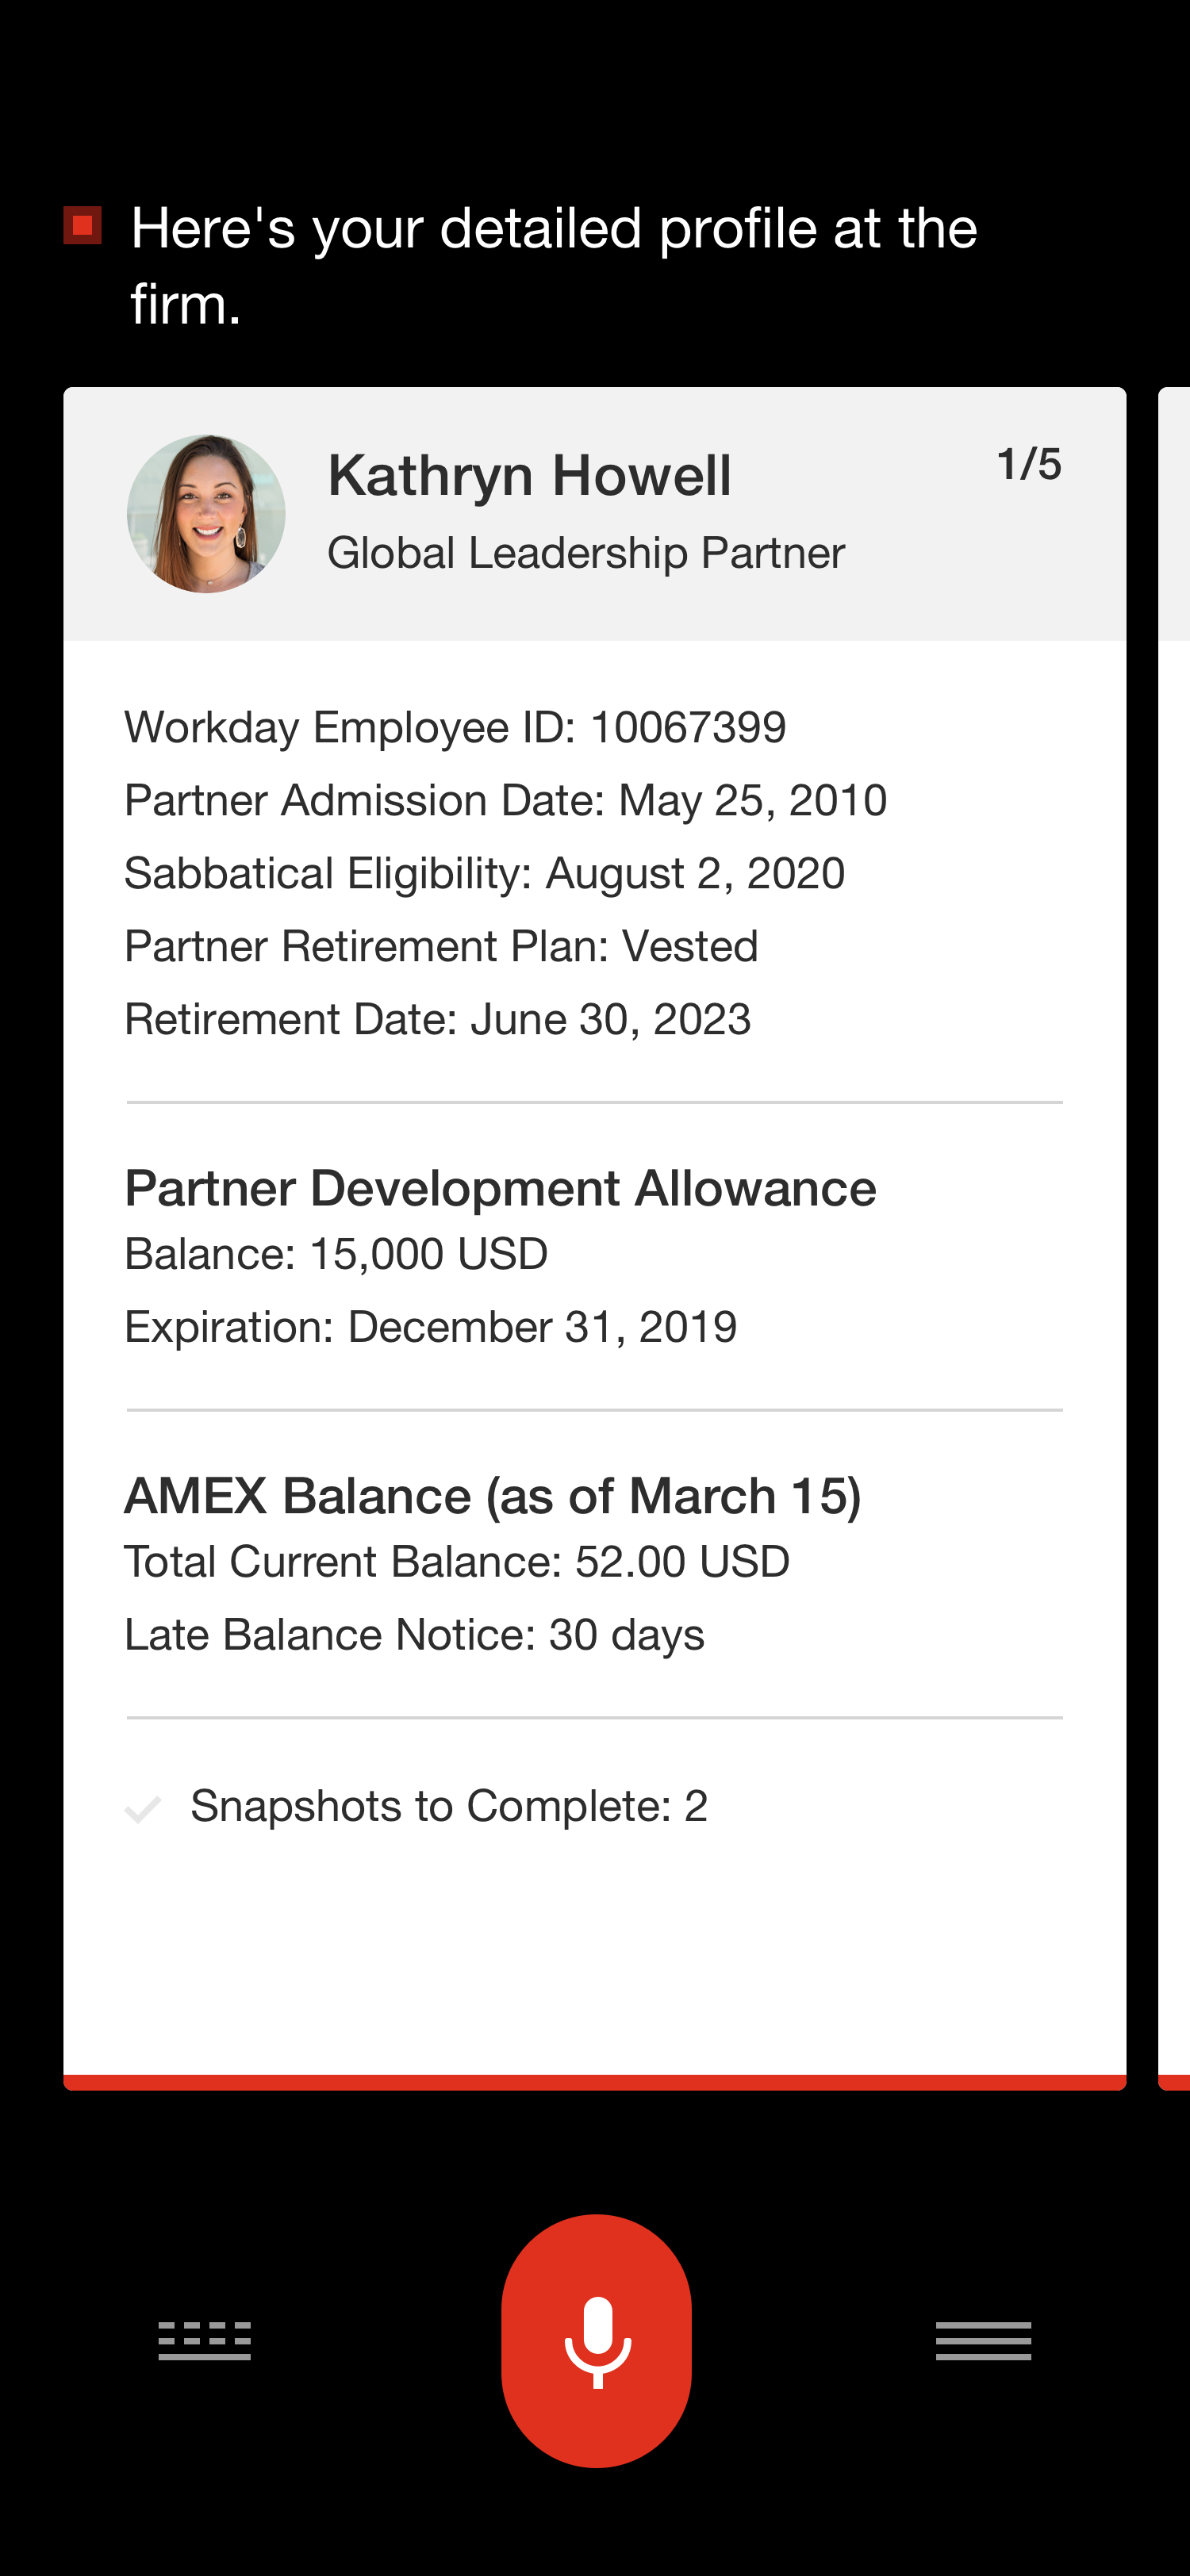 Here's your detailed profile at the
firm.
Kathryn Howell
1/5
Global Leadership Partner
Workday Employee ID: 10067399
Partner Admission Date: May 25, 2010
Sabbatical Eligibility: August 2, 2020
Partner Retirement Plan: Vested
Retirement Date: June 30, 2023
Partner Development Allowance
Balance: 15,000 USD
Expiration: December 31, 2019
AMEX Balance (as of March 15)
Total Current Balance: 52.00 USD
Late Balance Notice: 30 days
Snapshots to Complete: 2